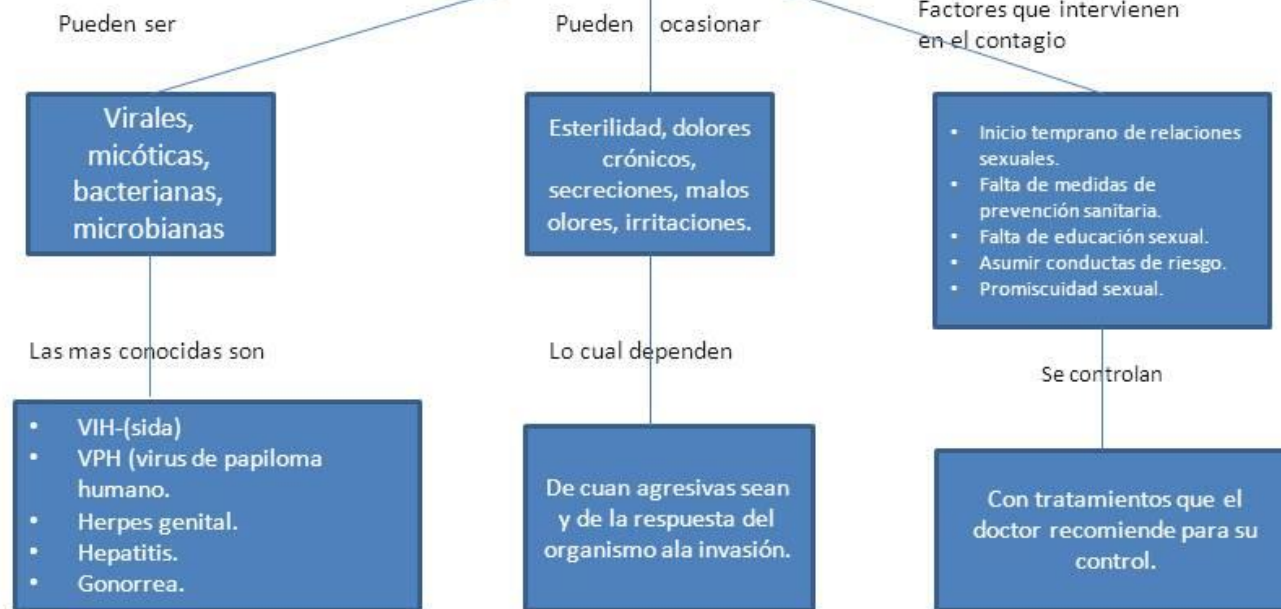 Pueden ser
Virales,
micóticas,
bacterianas,
microbianas
Las mas conocidas son
• VIH-(sida)
• VPH (virus de papiloma
humano.
• Herpes genital.
• Hepatitis.
• Gonorrea.
Pueden ocasionar
Esterilidad, dolores
crónicos,
secreciones, malos
olores, irritaciones.
Lo cual dependen
De cuan agresivas sean
y de la respuesta del
organismo ala invasión.
Factores que intervienen
en el contagio
• Inicio temprano de relaciones
sexuales.
• Falta de medidas de
prevención sanitaria.
• Falta de educación sexual.
• Asumir conductas de riesgo.
• Promiscuidad sexual.
Se controlan
Con tratamientos que el
doctor recomiende para su
control.